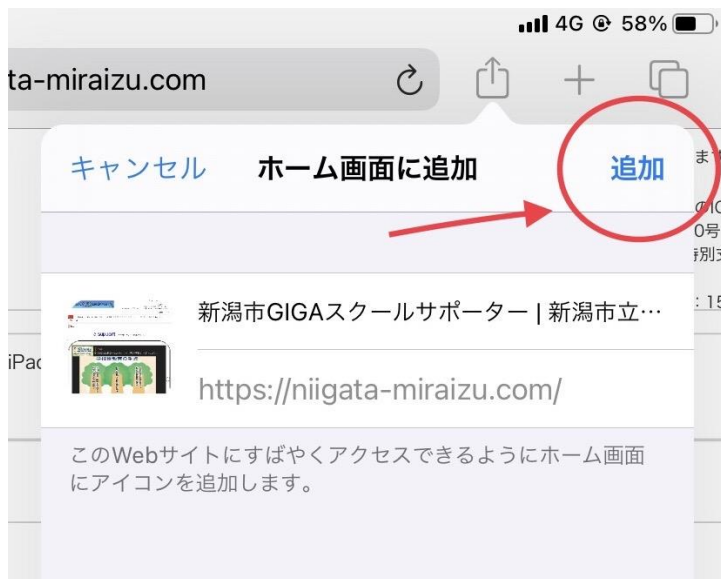 4G 58%
ta-miraizu.com
キャンセル ホーム画面に追加 追加
新潟市GIGAスクールサポーター | 新潟市立…
https://niigata-miraizu.com/
このWebサイトにすばやくアクセスできるようにホーム画面
にアイコンを追加します。
iPad
0号
: 15